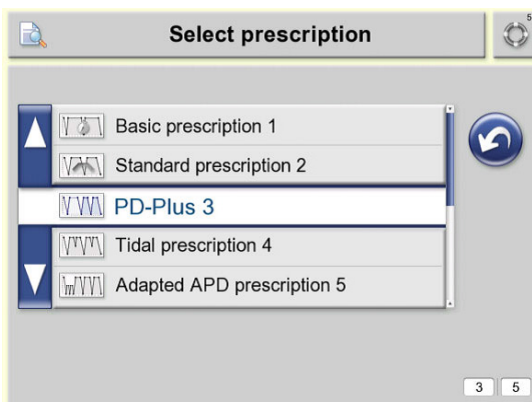 Select prescription
5
Basic prescription 1
Standard prescription 2
PD-Plus 3
Tidal prescription 4
Adapted APD prescription 5
3 5